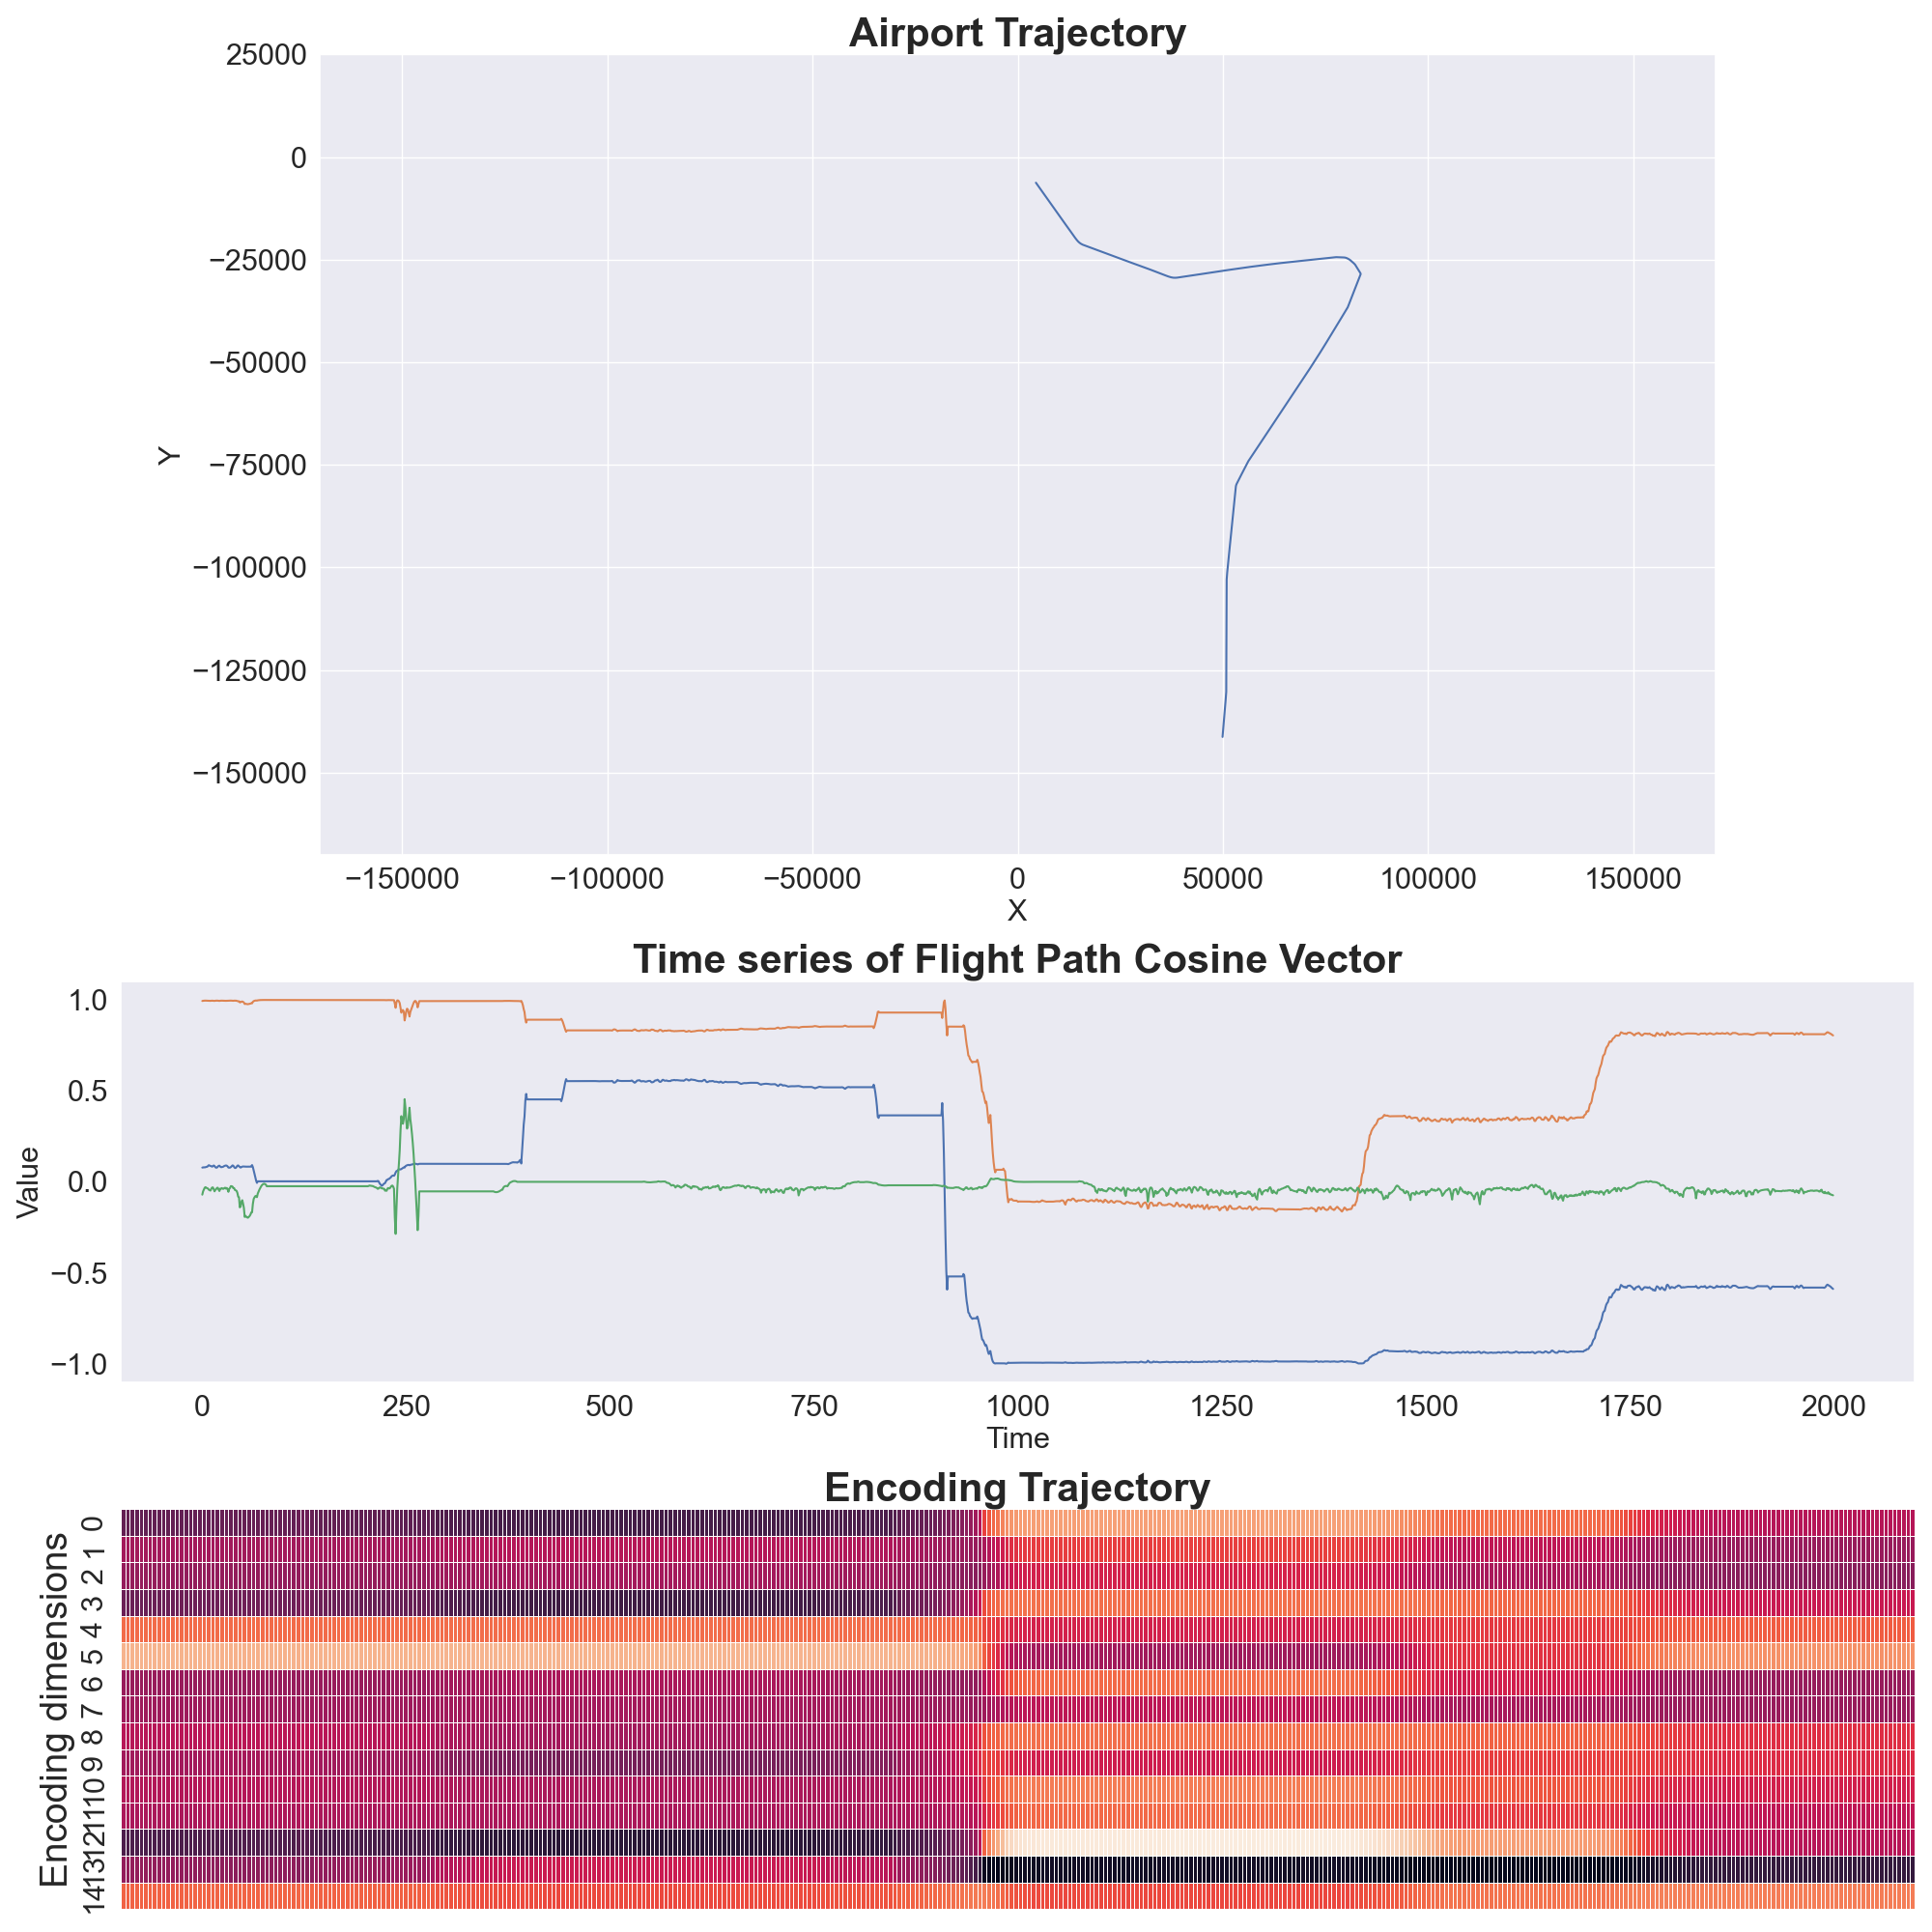 Airport Trajectory
25000
0
−25000
−50000
−75000
−100000
−125000
−150000
Y
−150000 −100000 −50000 0 50000 100000 150000
X
Time series of Flight Path Cosine Vector
1.0
0.5
0.0
−0.5
−1.0
Value
0 250 500 750 1000 1250 1500 1750 2000
Time
Encoding Trajectory
Encoding dimensions
0
1
2
3
4
5
6
7
8
9
10
11
12
13
14